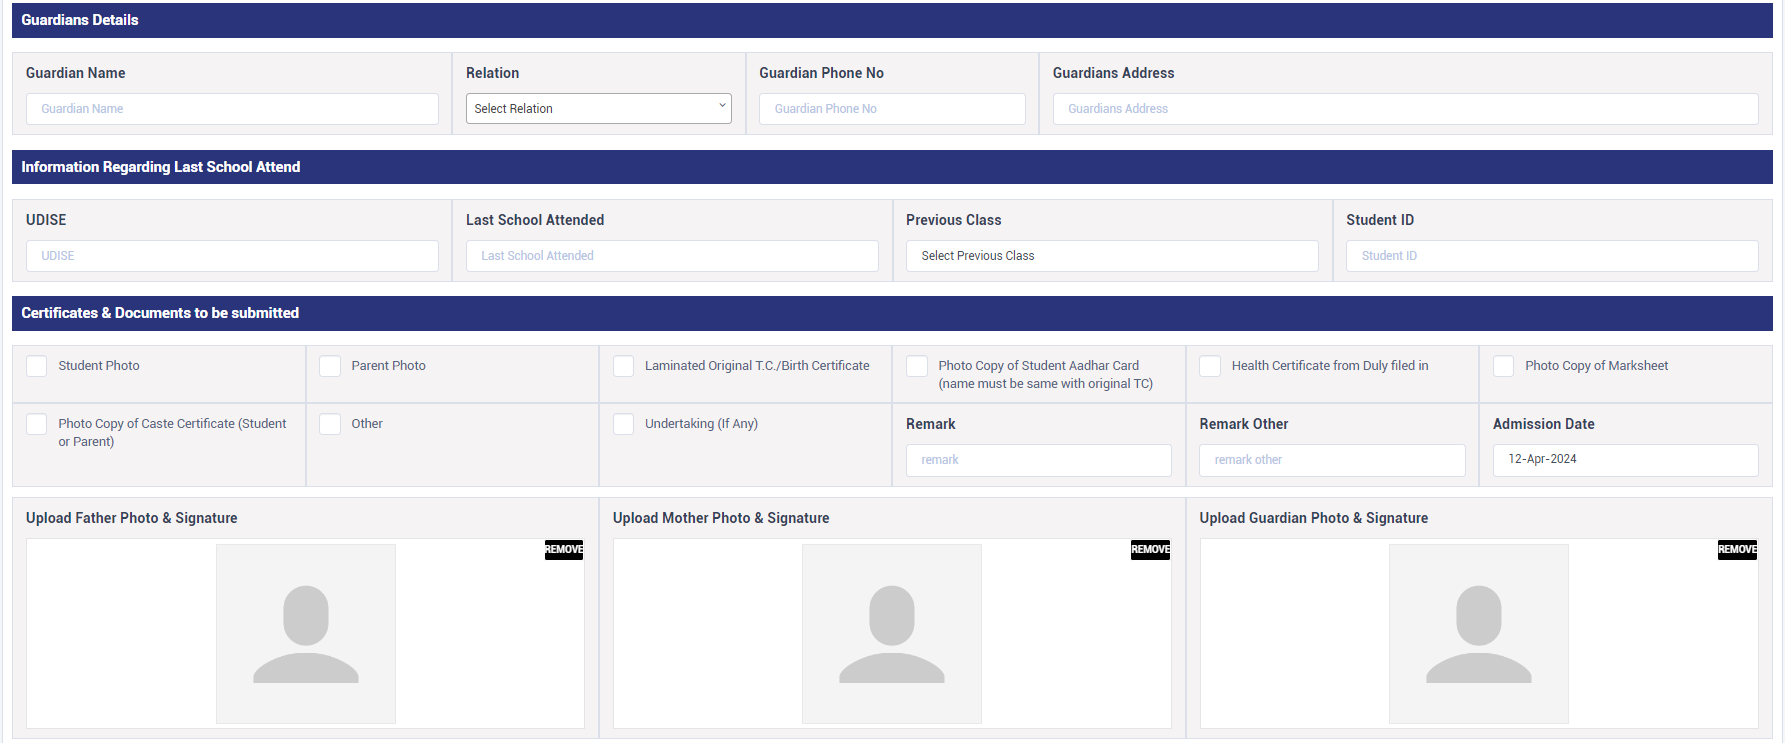 Guardians Details
Guardian Name
Relation
Guardian Phone No
Guardians Address
Guardian Name
Select Relation
Guardian Phone No
Guardians Address
Information Regarding Last School Attend
UDISE
Last School Attended
Previous Class
Student ID
UDISE
Last School Attended
Select Previous Class
Student ID
Certificates & Documents to be submitted
Student Photo
Parent Photo
Laminated Original T.C./Birth Certificate
Photo Copy of Student Aadhar Card
(name must be same with original TC)
Health Certificate from Duly filed in
Photo Copy of Marksheet
Photo Copy of Caste Certificate (Student
or Parent)
Other
Undertaking (If Any)
Remark
remark
Remark Other
remark other
Admission Date
12-Apr-2024
Upload Father Photo & Signature
REMOVE
Upload Mother Photo & Signature
REMOVE
Upload Guardian Photo & Signature
REMOVE